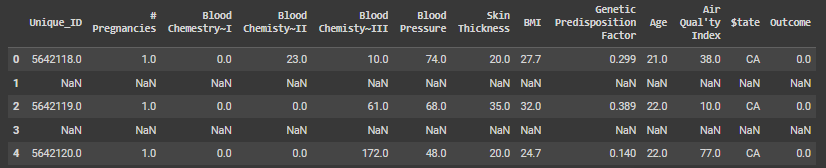 Unique_ID # Pregnancies Blood Chemestry~I Blood Chemisty~II Blood Chemisty~III Blood Pressure Skin Thickness BMI Genetic Predisposition Factor Age Air Qual'ty Index $tate Outcome
0 5642118.0 1.0 0.0 23.0 10.0 74.0 20.0 27.7 0.299 21.0 38.0 CA 0.0
1 NaN NaN NaN NaN NaN NaN NaN NaN NaN NaN NaN NaN NaN
2 5642119.0 1.0 0.0 0.0 61.0 68.0 35.0 32.0 0.389 22.0 10.0 CA 0.0
3 NaN NaN NaN NaN NaN NaN NaN NaN NaN NaN NaN NaN NaN
4 5642120.0 1.0 0.0 0.0 172.0 48.0 20.0 24.7 0.140 22.0 77.0 CA 0.0